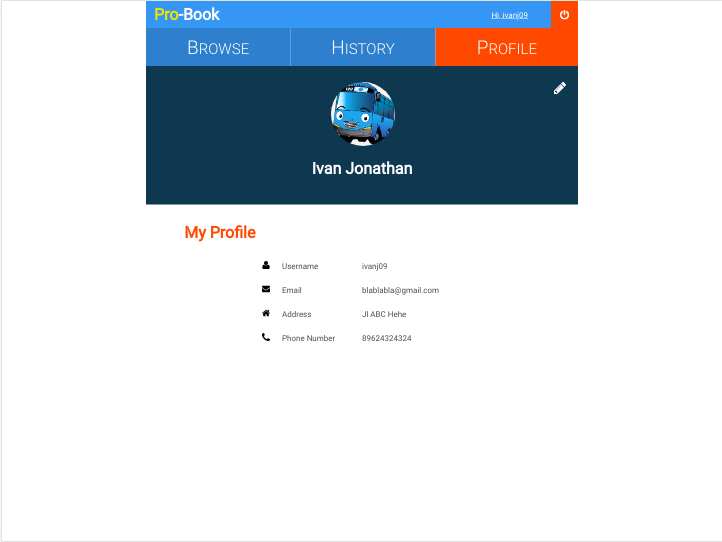 Pro-Book
Hi, ivanj09
BROWSE
HISTORY
PROFILE
Ivan Jonathan
My Profile
Username ivanj09
Email blablabla@gmail.com
Address Jl ABC Hehe
Phone Number 89624324324